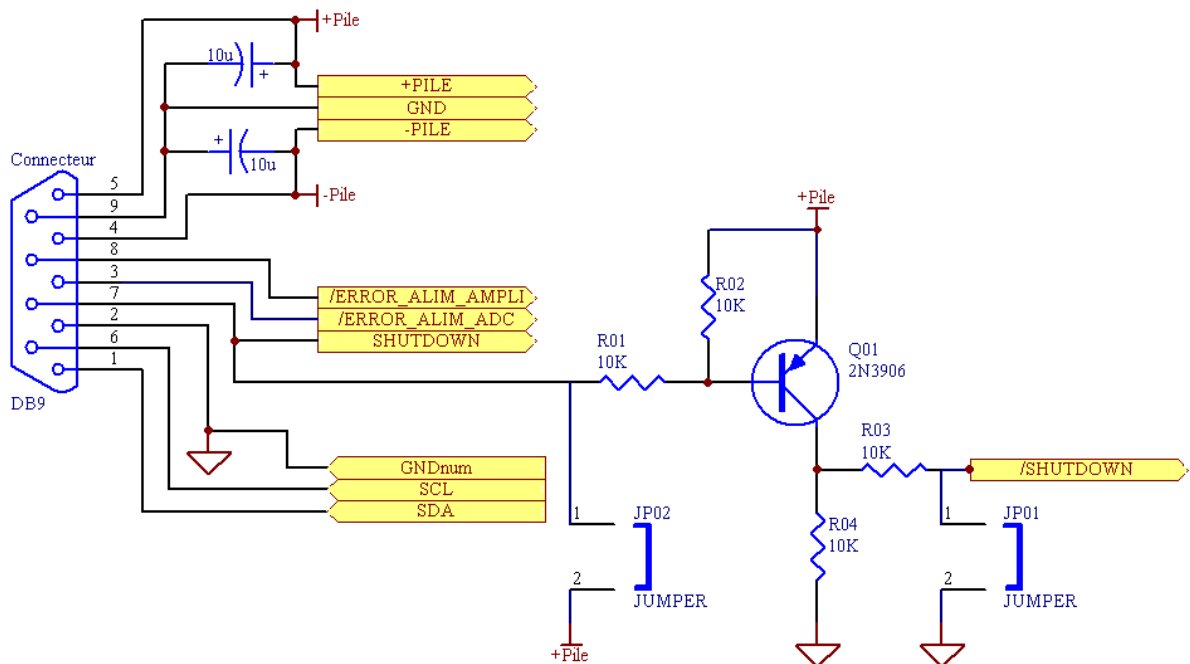 +Pile
10u
+
+PILE
GND
-PILE
+
10u
Connecteur
-Pile
5
9
4
8
3
7
2
6
1
DB9
/ERROR_ALIM_AMPLI
/ERROR_ALIM_ADC
SHUTDOWN
GNDnum
SCL
SDA
+Pile
R02
10K
R01
10K
Q01
2N3906
R03
10K
/SHUTDOWN
R04
10K
1
JP02
2
JUMPER
+Pile
1
JP01
2
JUMPER